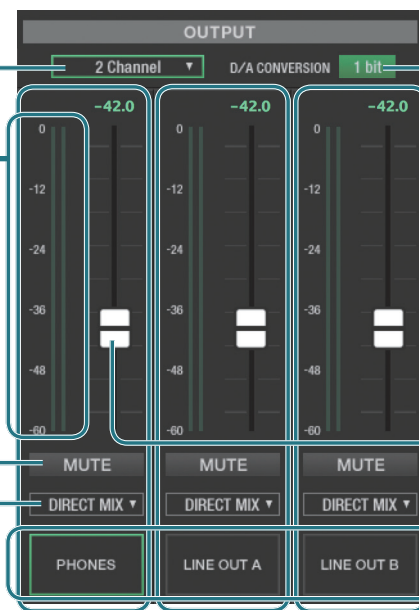 OUTPUT
2 Channel ▼ D/A CONVERSION 1 bit
-42.0 -42.0 -42.0
0 0 0
-12 -12 -12
-24 -24 -24
-36 -36 -36
-48 -48 -48
-60 -60 -60
MUTE MUTE MUTE
DIRECT MIX ▼ DIRECT MIX ▼ DIRECT MIX ▼
PHONES LINE OUT A LINE OUT B